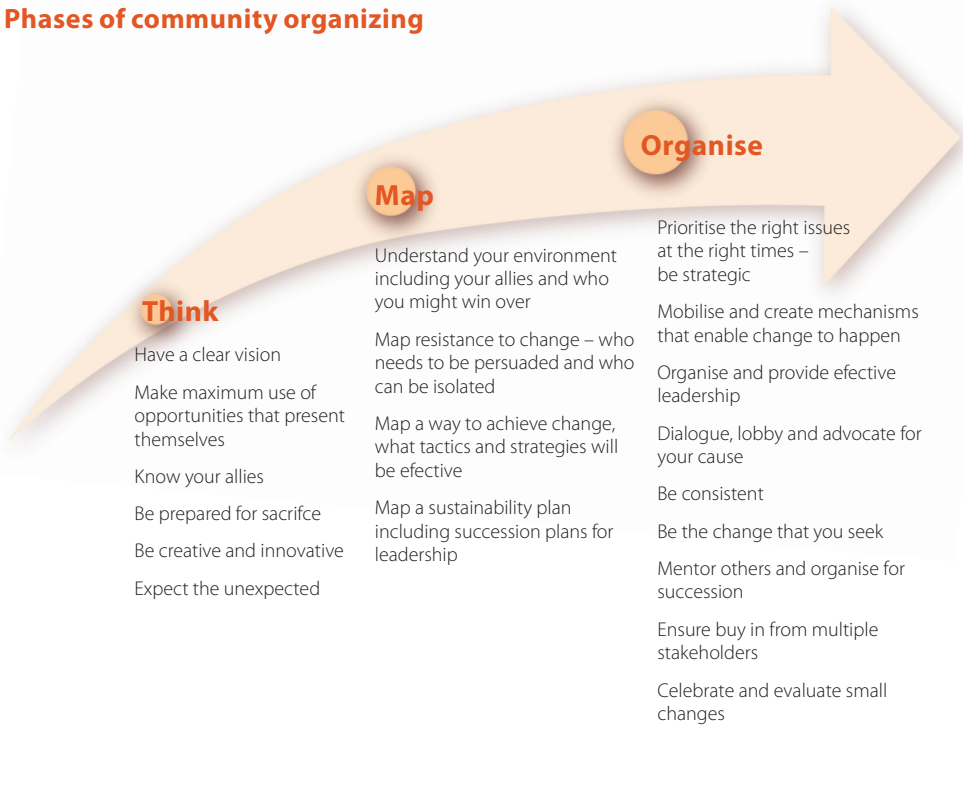 Phases of community organizing
Think
Have a clear vision
Make maximum use of
opportunities that present
themselves
Know your allies
Be prepared for sacrifce
Be creative and innovative
Expect the unexpected
Map
Understand your environment
including your allies and who
you might win over
Map resistance to change – who
needs to be persuaded and who
can be isolated
Map a way to achieve change,
what tactics and strategies will
be efective
Map a sustainability plan
including succession plans for
leadership
Organise
Prioritise the right issues
at the right times –
be strategic
Mobilise and create mechanisms
that enable change to happen
Organise and provide efective
leadership
Dialogue, lobby and advocate for
your cause
Be consistent
Be the change that you seek
Mentor others and organise for
succession
Ensure buy in from multiple
stakeholders
Celebrate and evaluate small
changes